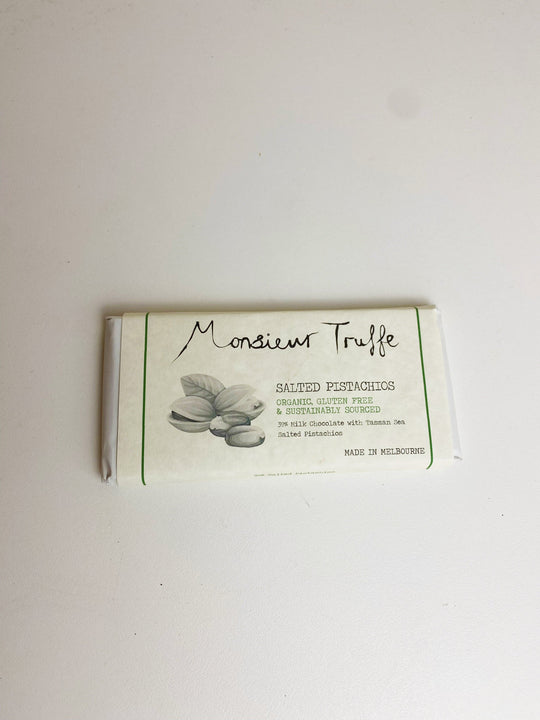 Monsieur Truffe
SALTED PISTACHIOS
ORGANIC, GLUTEN FREE
& SUSTAINABLY SOURCED
39% Milk Chocolate with Tasman Sea
Salted Pistachios
MADE IN MELBOURNE